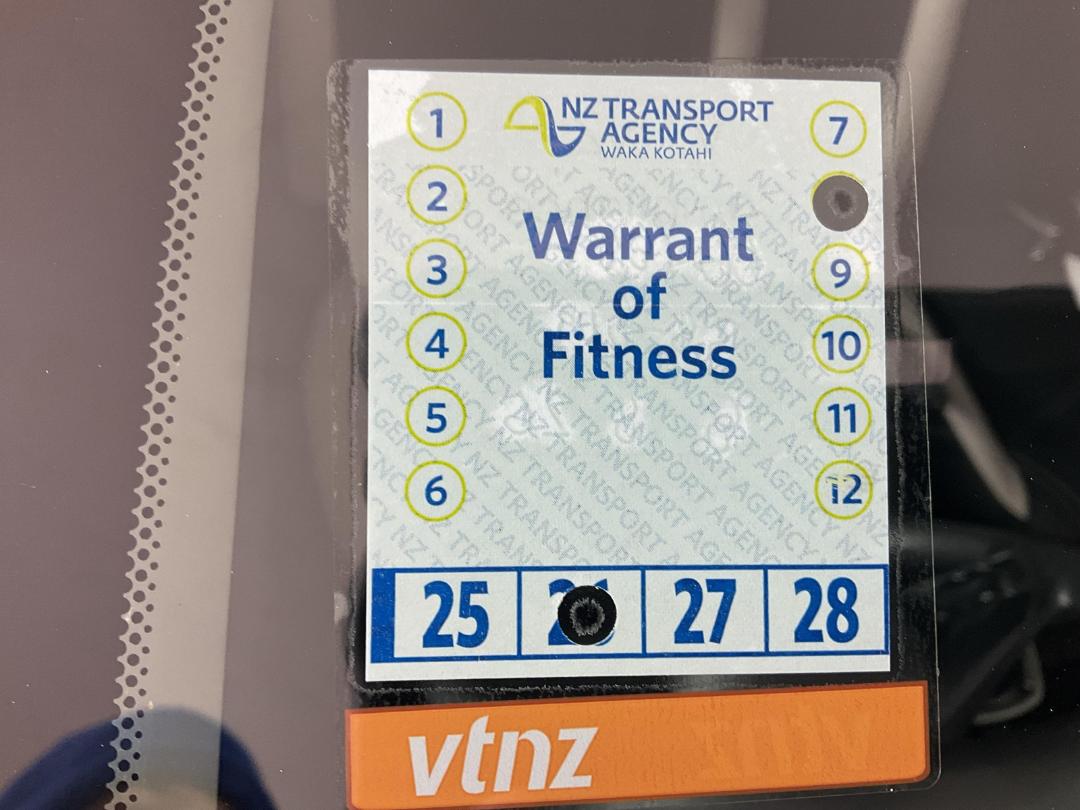 1
2
3
4
5
6
NZ TRANSPORT
AGENCY
WAKA KOTAHI
Warrant
of
Fitness
7
9
10
11
12
25 27 28
vtnz